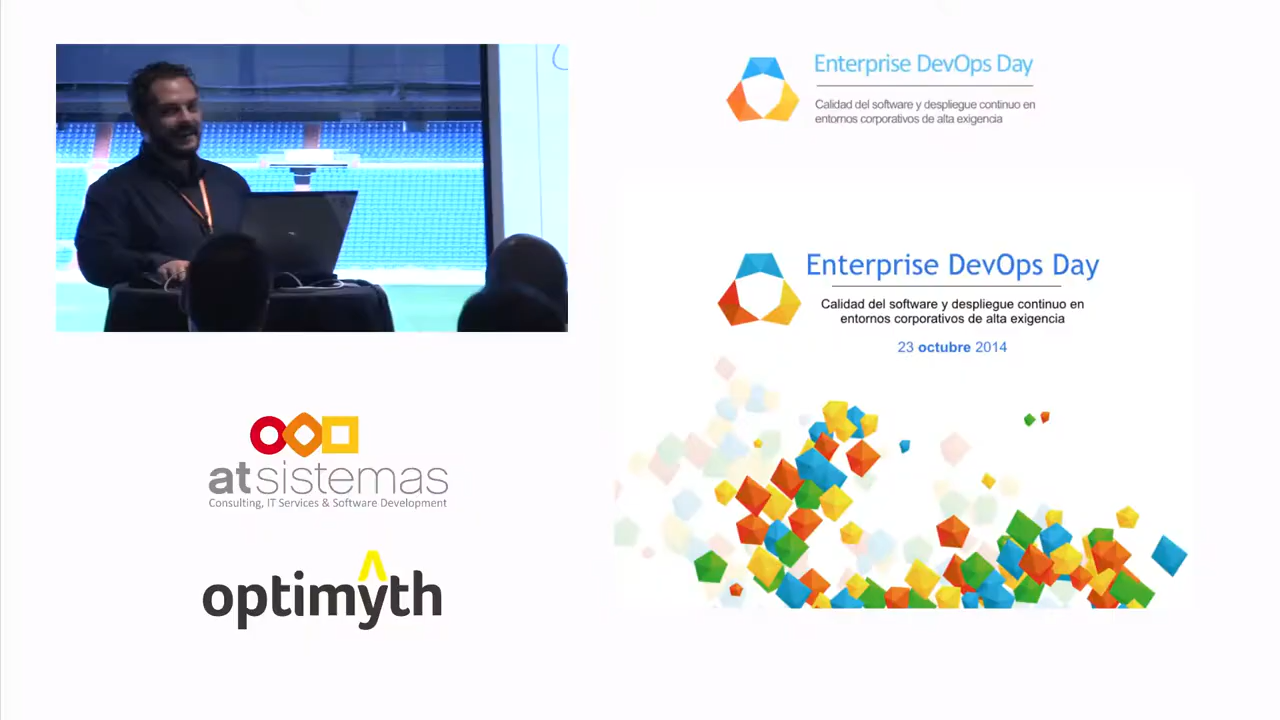 Enterprise DevOps Day
Calidad del software y despliegue continuo en
entornos corporativos de alta exigencia
Enterprise DevOps Day
Calidad del software y despliegue continuo en
entornos corporativos de alta exigencia
23 octubre 2014
atsistemas
Consulting, IT Services & Software Development
optimyth